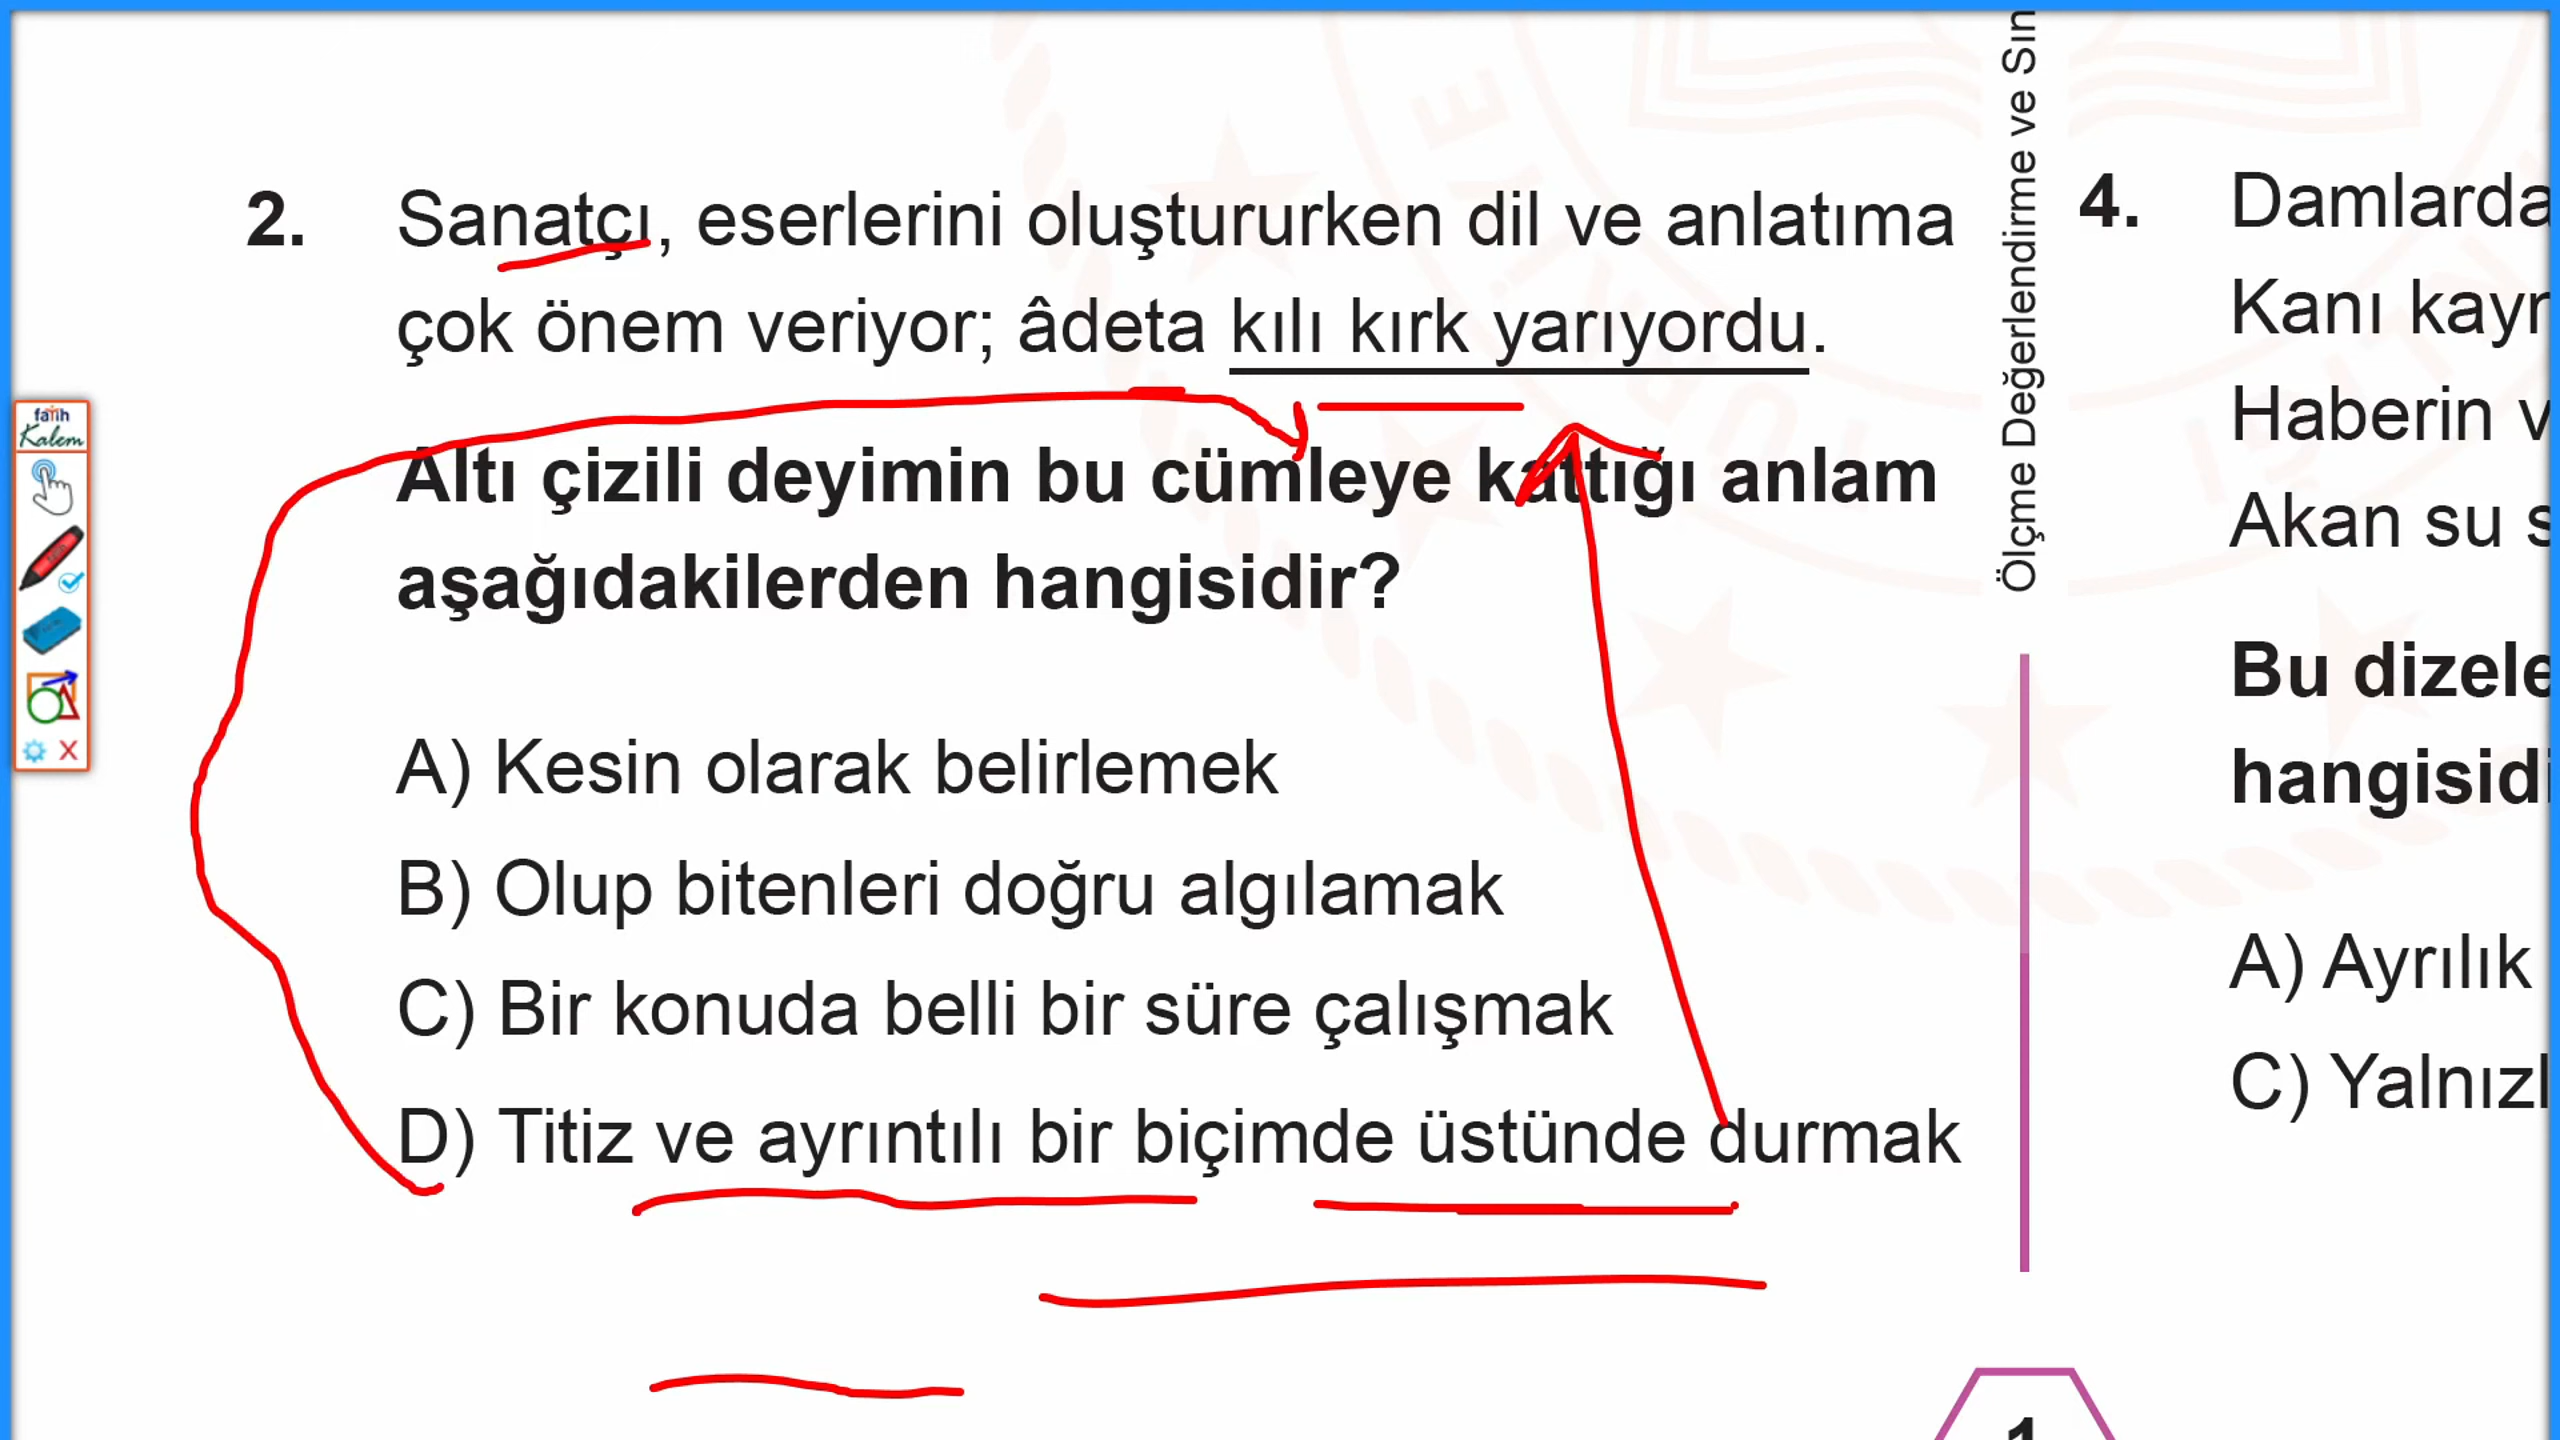 fatih
Kalem
2. Sanatçı, eserlerini oluştururken dil ve anlatıma
çok önem veriyor; âdeta kılı kırk yarıyordu.
Altı çizili deyimin bu cümleye kattığı anlam
aşağıdakilerden hangisidir?
A) Kesin olarak belirlemek
B) Olup bitenleri doğru algılamak
C) Bir konuda belli bir süre çalışmak
D) Titiz ve ayrıntılı bir biçimde üstünde durmak
Ölçme Değerlendirme ve Sın
4. Damlarda
Kanı kayn
Haberin v
Akan su s
Bu dizele
hangisidi
A) Ayrılık
C) Yalnızl
1